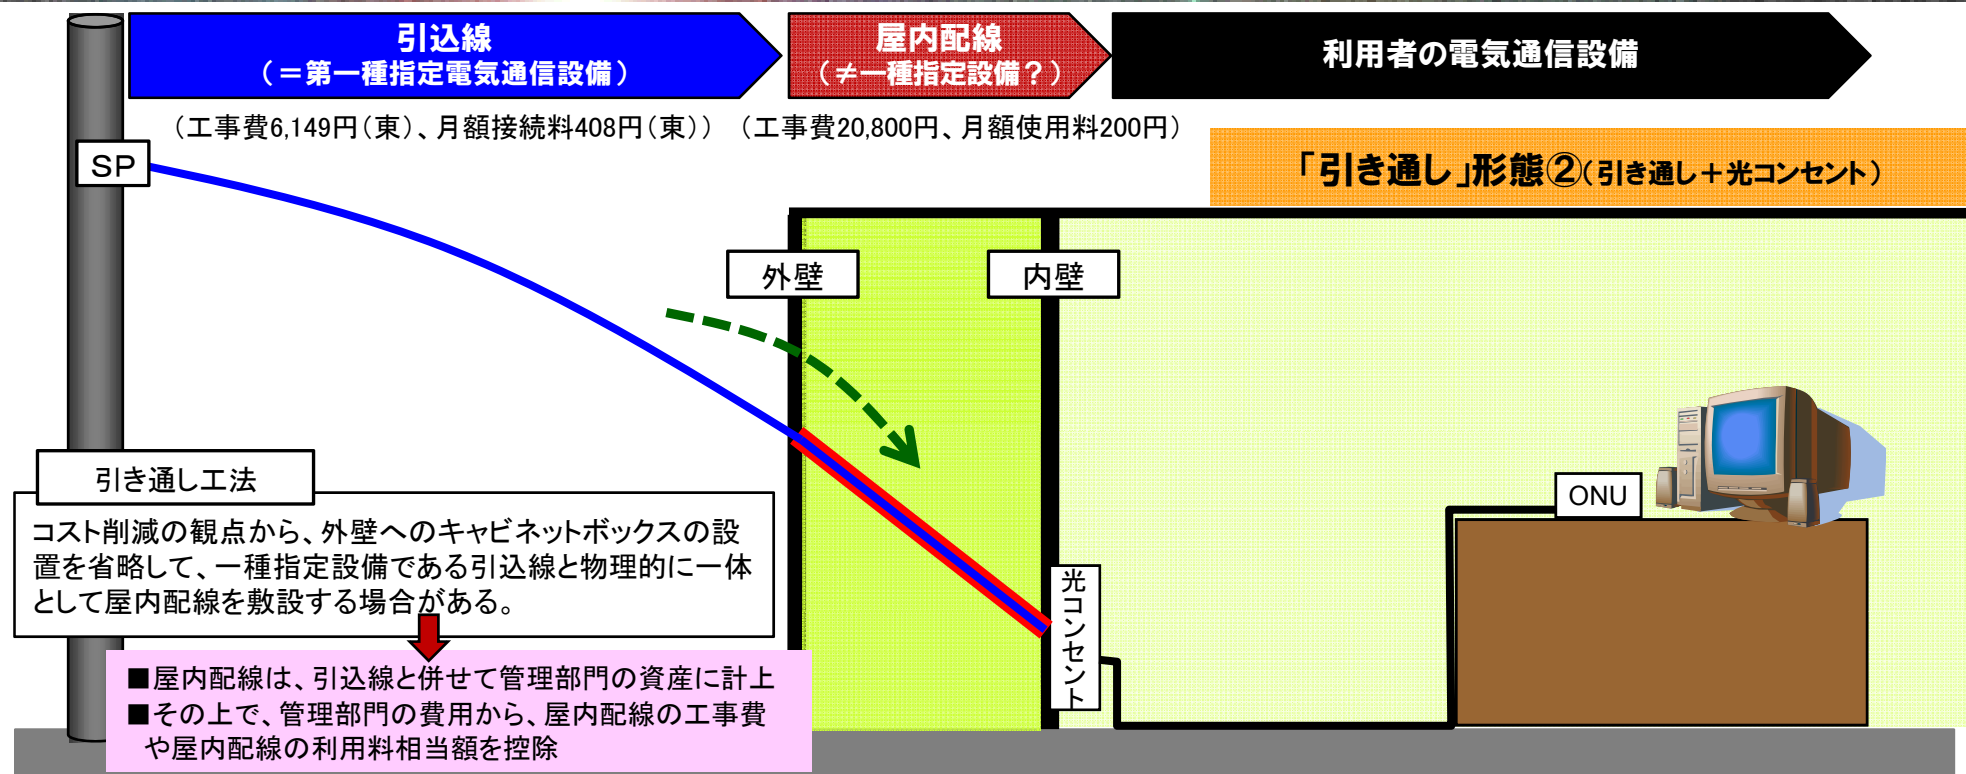 引込線
(＝第一種指定電気通信設備)
屋内配線
(≠一種指定設備？)
利用者の電気通信設備
(工事費6,149円(東)、月額接続料408円(東))
(工事費20,800円、月額使用料200円)
「引き通し」形態②(引き通し＋光コンセント)
SP
外壁
内壁
引き通し工法
コスト削減の観点から、外壁へのキャビネットボックスの設
置を省略して、一種指定設備である引込線と物理的に一体
として屋内配線を敷設する場合がある。
■屋内配線は、引込線と併せて管理部門の資産に計上
■その上で、管理部門の費用から、屋内配線の工事費
や屋内配線の利用料相当額を控除
光コンセント
ONU